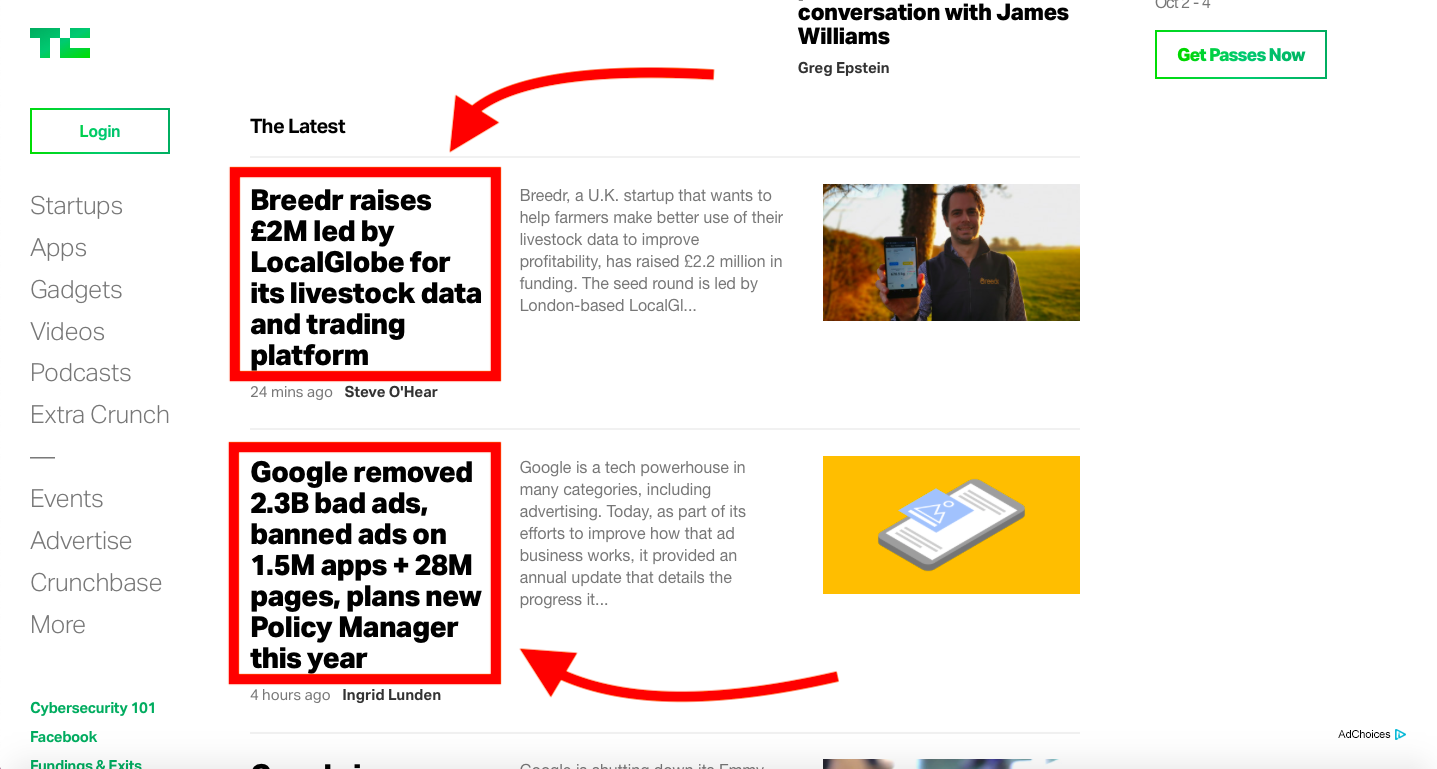 conversation with James
Williams
Greg Epstein
Oct 2 - 4
Get Passes Now
TC
Login
Startups
Apps
Gadgets
Videos
Podcasts
Extra Crunch
—
Events
Advertise
Crunchbase
More
Cybersecurity 101
Facebook
Fundings & Exits
The Latest
Breedr raises
£2M led by
LocalGlobe for
its livestock data
and trading
platform
24 mins ago Steve O'Hear
Breedr, a U.K. startup that wants to
help farmers make better use of their
livestock data to improve
profitability, has raised £2.2 million in
funding. The seed round is led by
London-based LocalGl...
Google removed
2.3B bad ads,
banned ads on
1.5M apps + 28M
pages, plans new
Policy Manager
this year
4 hours ago Ingrid Lunden
Google is a tech powerhouse in
many categories, including
advertising. Today, as part of its
efforts to improve how that ad
business works, it provided an
annual update that details the
progress it...
Google is shutting down its Emmy
AdChoices